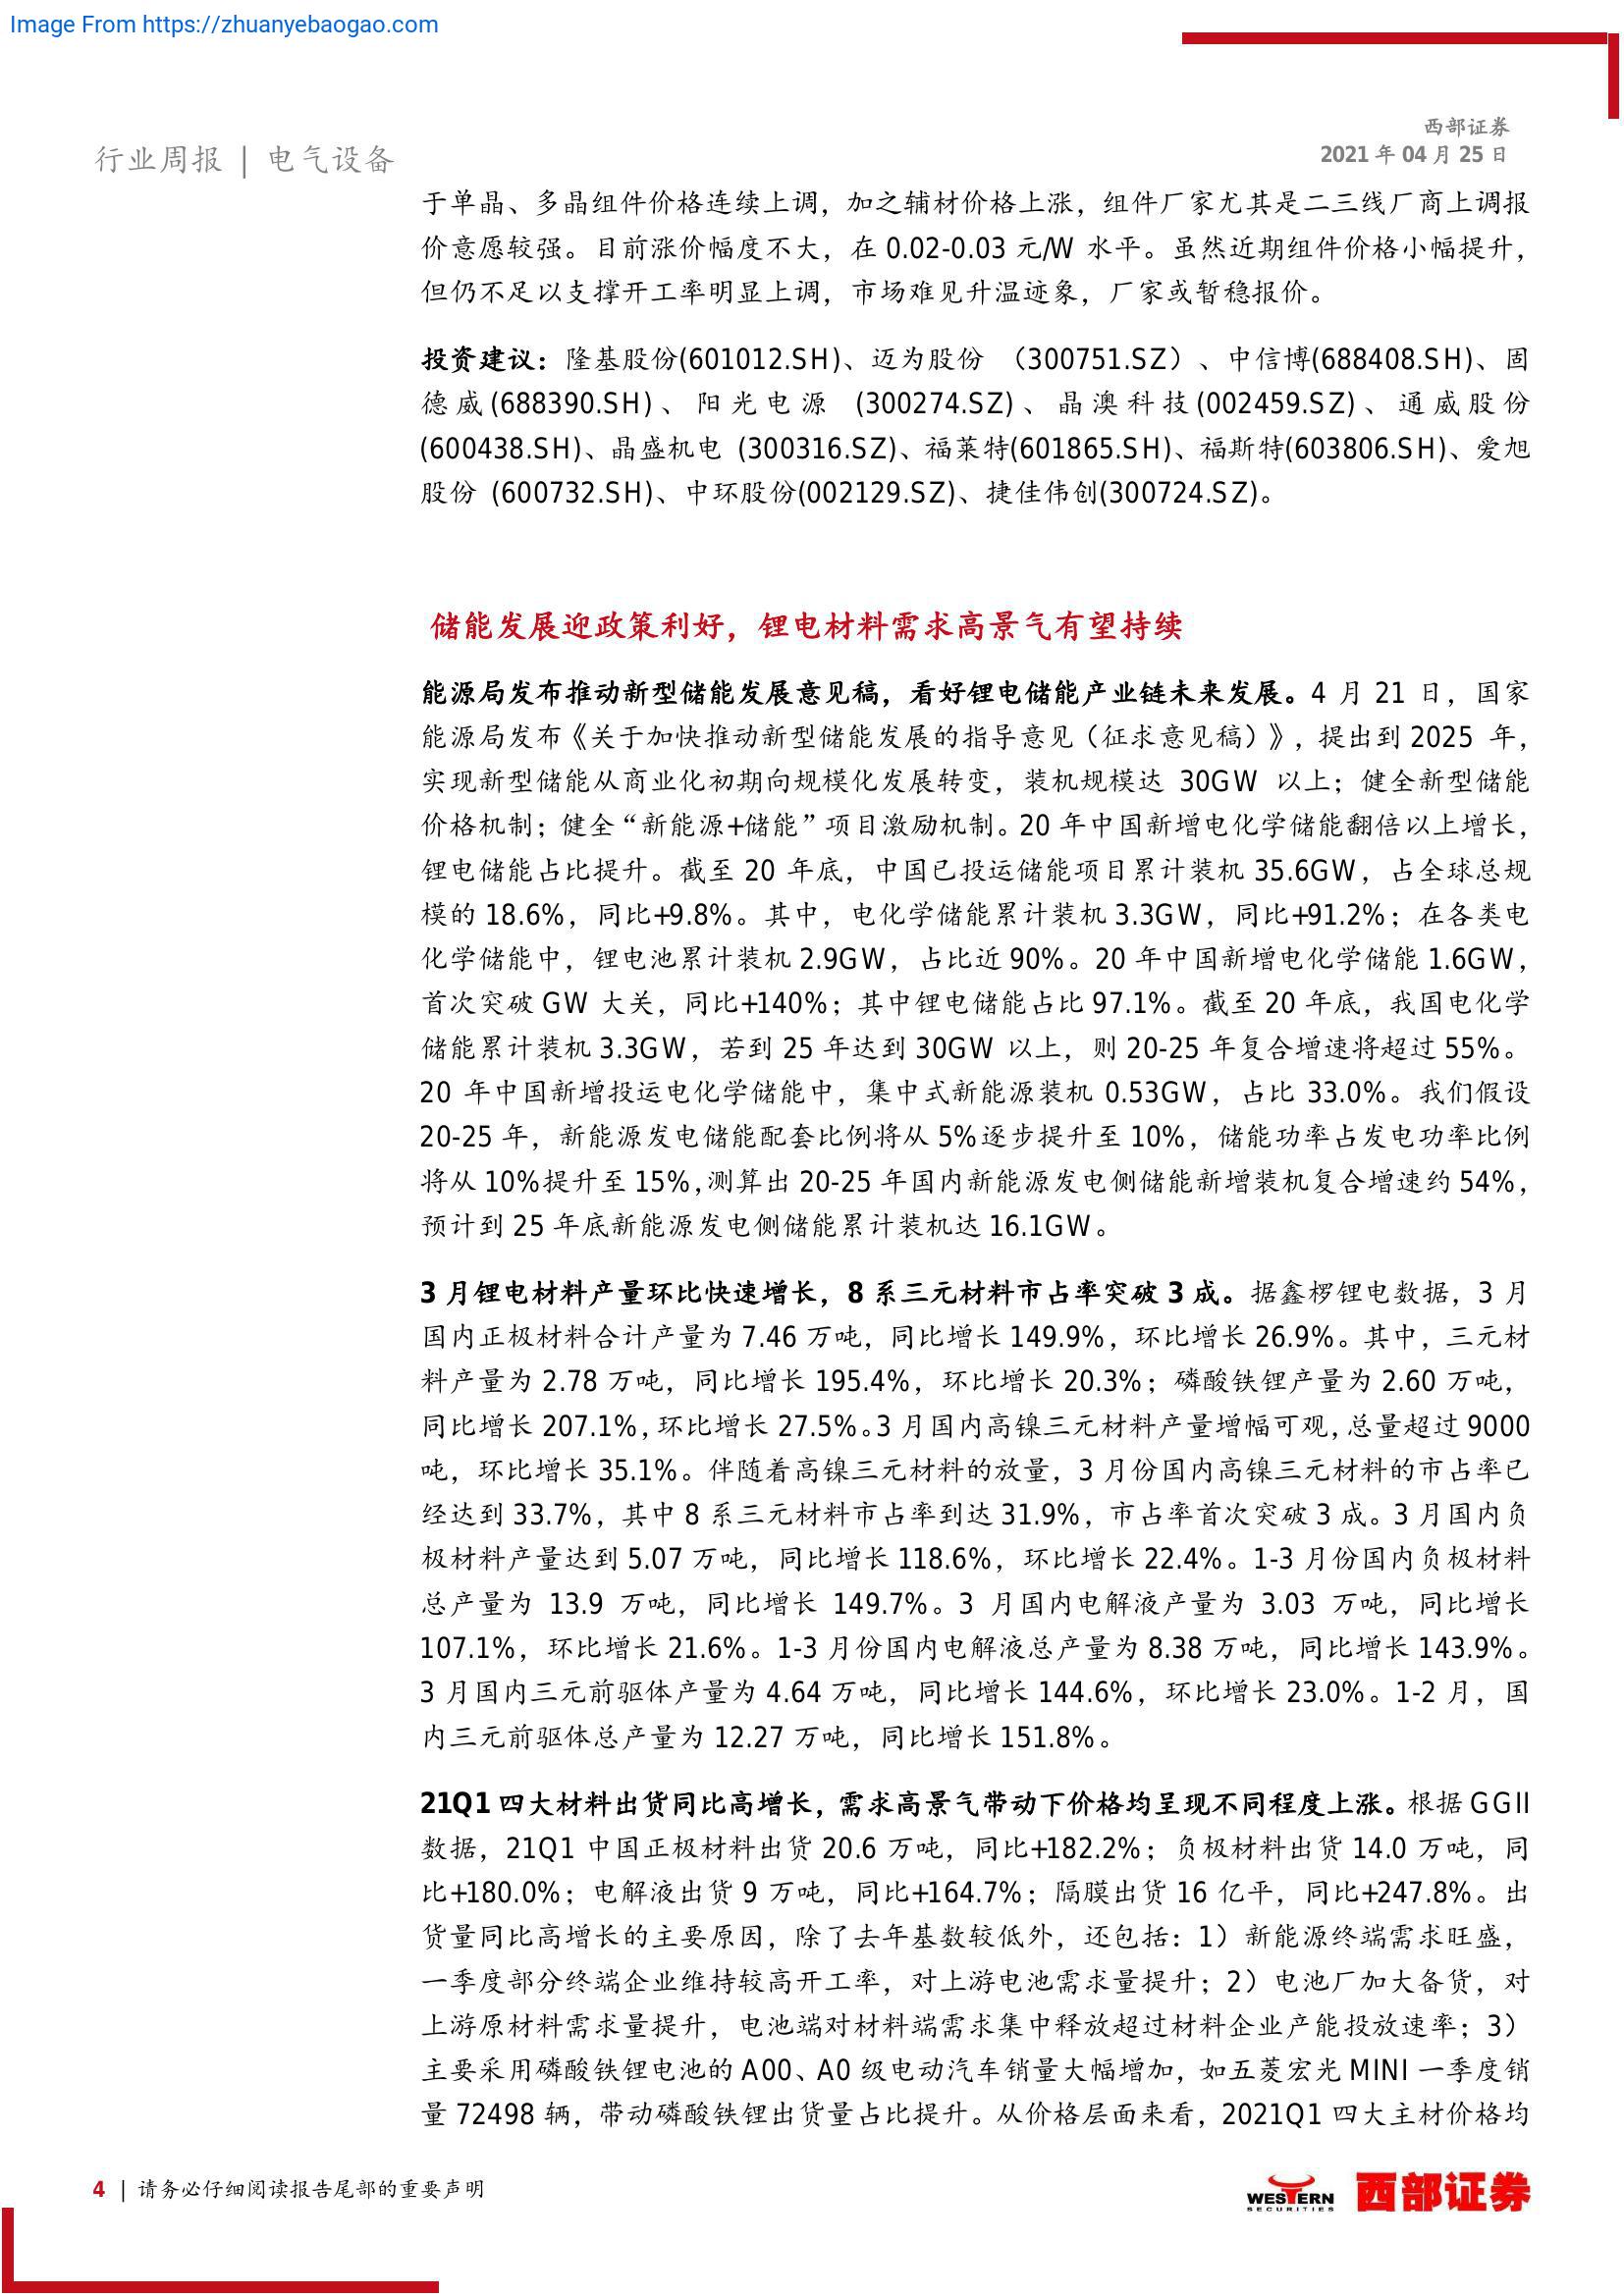 Image From https://zhuanyebaogao.com
西部证券
2021 年 04 月 25 日
行业周报 | 电气设备
于单晶、多晶组件价格连续上调，加之辅材价格上涨，组件厂家尤其是二三线厂商上调报
价意愿较强。目前涨价幅度不大，在 0.02-0.03 元/W 水平。虽然近期组件价格小幅提升，
但仍不足以支撑开工率明显上调，市场难见升温迹象，厂家或暂稳报价。
投资建议：隆基股份(601012.SH)、迈为股份 （300751.SZ）、中信博(688408.SH)、固
德威(688390.SH)、阳光电源 (300274.SZ)、晶澳科技(002459.SZ)、通威股份
(600438.SH)、晶盛机电 (300316.SZ)、福莱特(601865.SH)、福斯特(603806.SH)、爱旭
股份 (600732.SH)、中环股份(002129.SZ)、捷佳伟创(300724.SZ)。
储能发展迎政策利好，锂电材料需求高景气有望持续
能源局发布推动新型储能发展意见稿，看好锂电储能产业链未来发展。4 月 21 日，国家
能源局发布《关于加快推动新型储能发展的指导意见（征求意见稿）》，提出到 2025 年，
实现新型储能从商业化初期向规模化发展转变，装机规模达 30GW 以上；健全新型储能
价格机制；健全“新能源+储能”项目激励机制。20 年中国新增电化学储能翻倍以上增长，
锂电储能占比提升。截至 20 年底，中国已投运储能项目累计装机 35.6GW，占全球总规
模的 18.6%，同比+9.8%。其中，电化学储能累计装机 3.3GW，同比+91.2%；在各类电
化学储能中，锂电池累计装机 2.9GW，占比近 90%。20 年中国新增电化学储能 1.6GW，
首次突破 GW 大关，同比+140%；其中锂电储能占比 97.1%。截至 20 年底，我国电化学
储能累计装机 3.3GW，若到 25 年达到 30GW 以上，则 20-25 年复合增速将超过 55%。
20 年中国新增投运电化学储能中，集中式新能源装机 0.53GW，占比 33.0%。我们假设
20-25 年，新能源发电储能配套比例将从 5%逐步提升至 10%，储能功率占发电功率比例
将从 10%提升至 15%，测算出 20-25 年国内新能源发电侧储能新增装机复合增速约 54%，
预计到 25 年底新能源发电侧储能累计装机达 16.1GW。
3 月锂电材料产量环比快速增长，8 系三元材料市占率突破 3 成。据鑫椤锂电数据，3 月
国内正极材料合计产量为 7.46 万吨，同比增长 149.9%，环比增长 26.9%。其中，三元材
料产量为 2.78 万吨，同比增长 195.4%，环比增长 20.3%；磷酸铁锂产量为 2.60 万吨，
同比增长 207.1%，环比增长 27.5%。3 月国内高镍三元材料产量增幅可观，总量超过 9000
吨，环比增长 35.1%。伴随着高镍三元材料的放量，3 月份国内高镍三元材料的市占率已
经达到 33.7%，其中 8 系三元材料市占率到达 31.9%，市占率首次突破 3 成。3 月国内负
极材料产量达到 5.07 万吨，同比增长 118.6%，环比增长 22.4%。1-3 月份国内负极材料
总产量为 13.9 万吨，同比增长 149.7%。3 月国内电解液产量为 3.03 万吨，同比增长
107.1%，环比增长 21.6%。1-3 月份国内电解液总产量为 8.38 万吨，同比增长 143.9%。
3 月国内三元前驱体产量为 4.64 万吨，同比增长 144.6%，环比增长 23.0%。1-2 月，国
内三元前驱体总产量为 12.27 万吨，同比增长 151.8%。
21Q1 四大材料出货同比高增长，需求高景气带动下价格均呈现不同程度上涨。根据 GGII
数据，21Q1 中国正极材料出货 20.6 万吨，同比+182.2%；负极材料出货 14.0 万吨，同
比+180.0%；电解液出货 9 万吨，同比+164.7%；隔膜出货 16 亿平，同比+247.8%。出
货量同比高增长的主要原因，除了去年基数较低外，还包括：1）新能源终端需求旺盛，
一季度部分终端企业维持较高开工率，对上游电池需求量提升；2）电池厂加大备货，对
上游原材料需求量提升，电池端对材料端需求集中释放超过材料企业产能投放速率；3）
主要采用磷酸铁锂电池的 A00、A0 级电动汽车销量大幅增加，如五菱宏光 MINI 一季度销
量 72498 辆，带动磷酸铁锂出货量占比提升。从价格层面来看，2021Q1 四大主材价格均
4 | 请务必仔细阅读报告尾部的重要声明
WESTERN
SECURITIES
西部证券